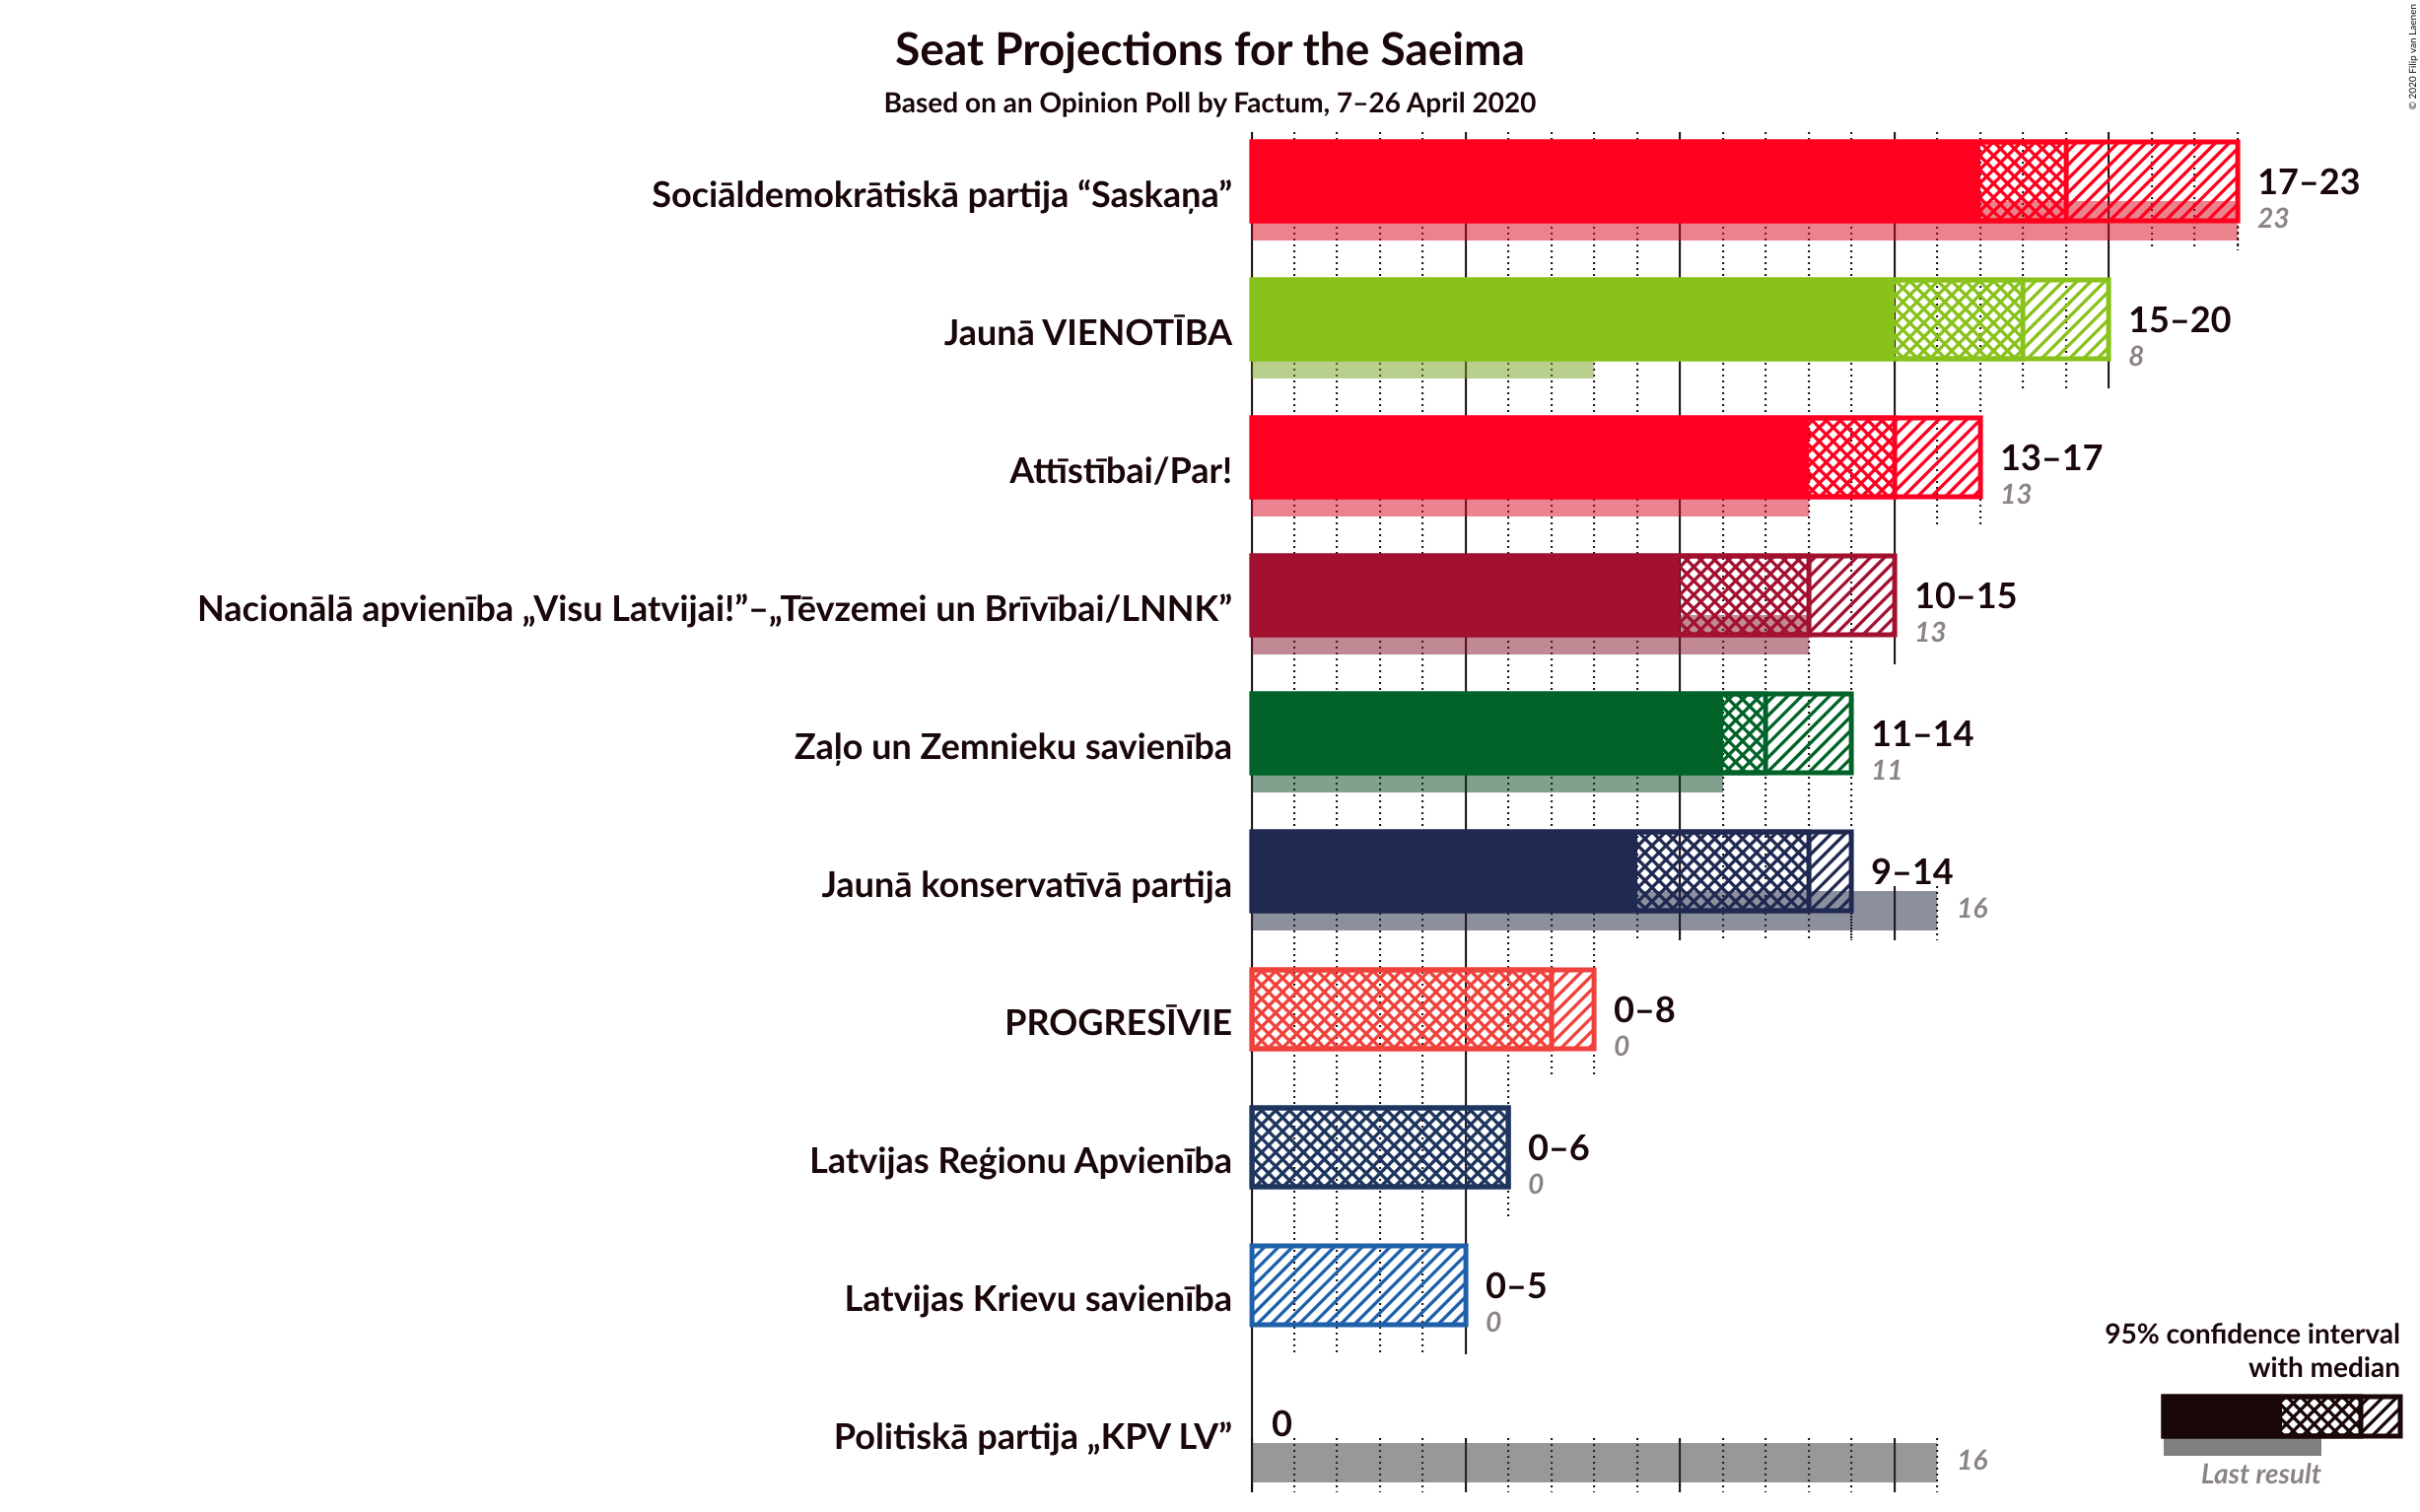 Seat Projections for the Saeima
Based on an Opinion Poll by Factum, 7–26 April 2020
© 2020 Filip van Laenen
Sociāldemokrātiskā partija “Saskaņa”
17–23
23
Jaunā VIENOTĪBA
15–20
8
Attīstībai/Par!
13–17
13
Nacionālā apvienība „Visu Latvijai!”–„Tēvzemei un Brīvībai/LNNK”
10–15
13
Zaļo un Zemnieku savienība
11–14
11
Jaunā konservatīvā partija
9–14
16
PROGRESĪVIE
0–8
0
Latvijas Reģionu Apvienība
0–6
0
Latvijas Krievu savienība
0–5
0
Politiskā partija „KPV LV”
0
16
95% confidence interval
with median
Last result